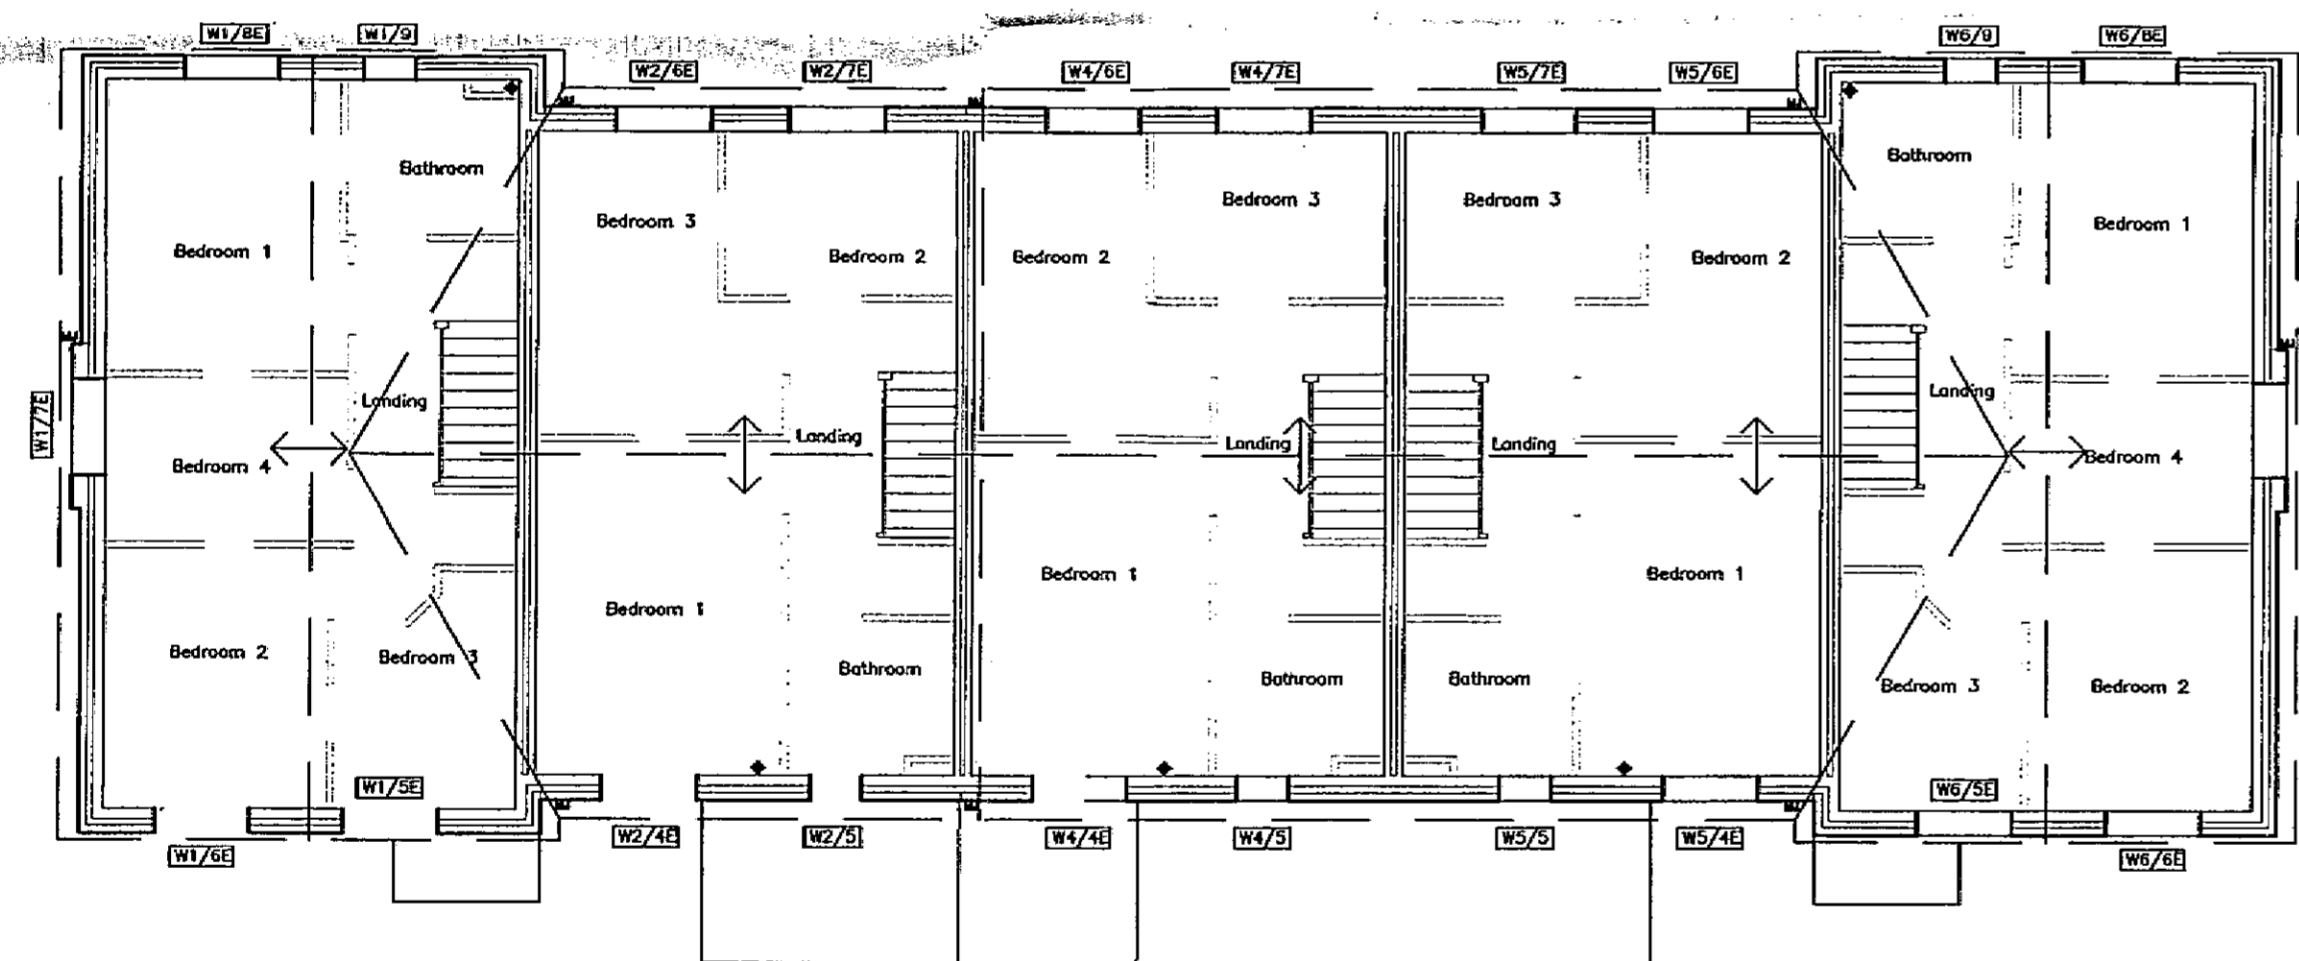 W1/8E
W1/9
W2/6E
W2/7E
W4/6E
W4/7E
W5/7E
W5/6E
W6/9
W6/8E
Bathroom
Bathroom
Bedroom 3
Bedroom 3
Bedroom 3
Bedroom 1
Bedroom 2
Bedroom 2
Bedroom 2
Bedroom 1
W1/7E
Landing
Landing
Landing
Landing
Landing
Landing
Bedroom 4
Bedroom 4
Bedroom 1
Bedroom 1
Bedroom 1
Bedroom 2
Bedroom 3
Bathroom
Bathroom
Bathroom
Bedroom 3
Bedroom 2
W1/5E
W6/5E
W1/6E
W2/4E
W2/5
W4/4E
W4/5
W5/5
W5/4E
W6/6E